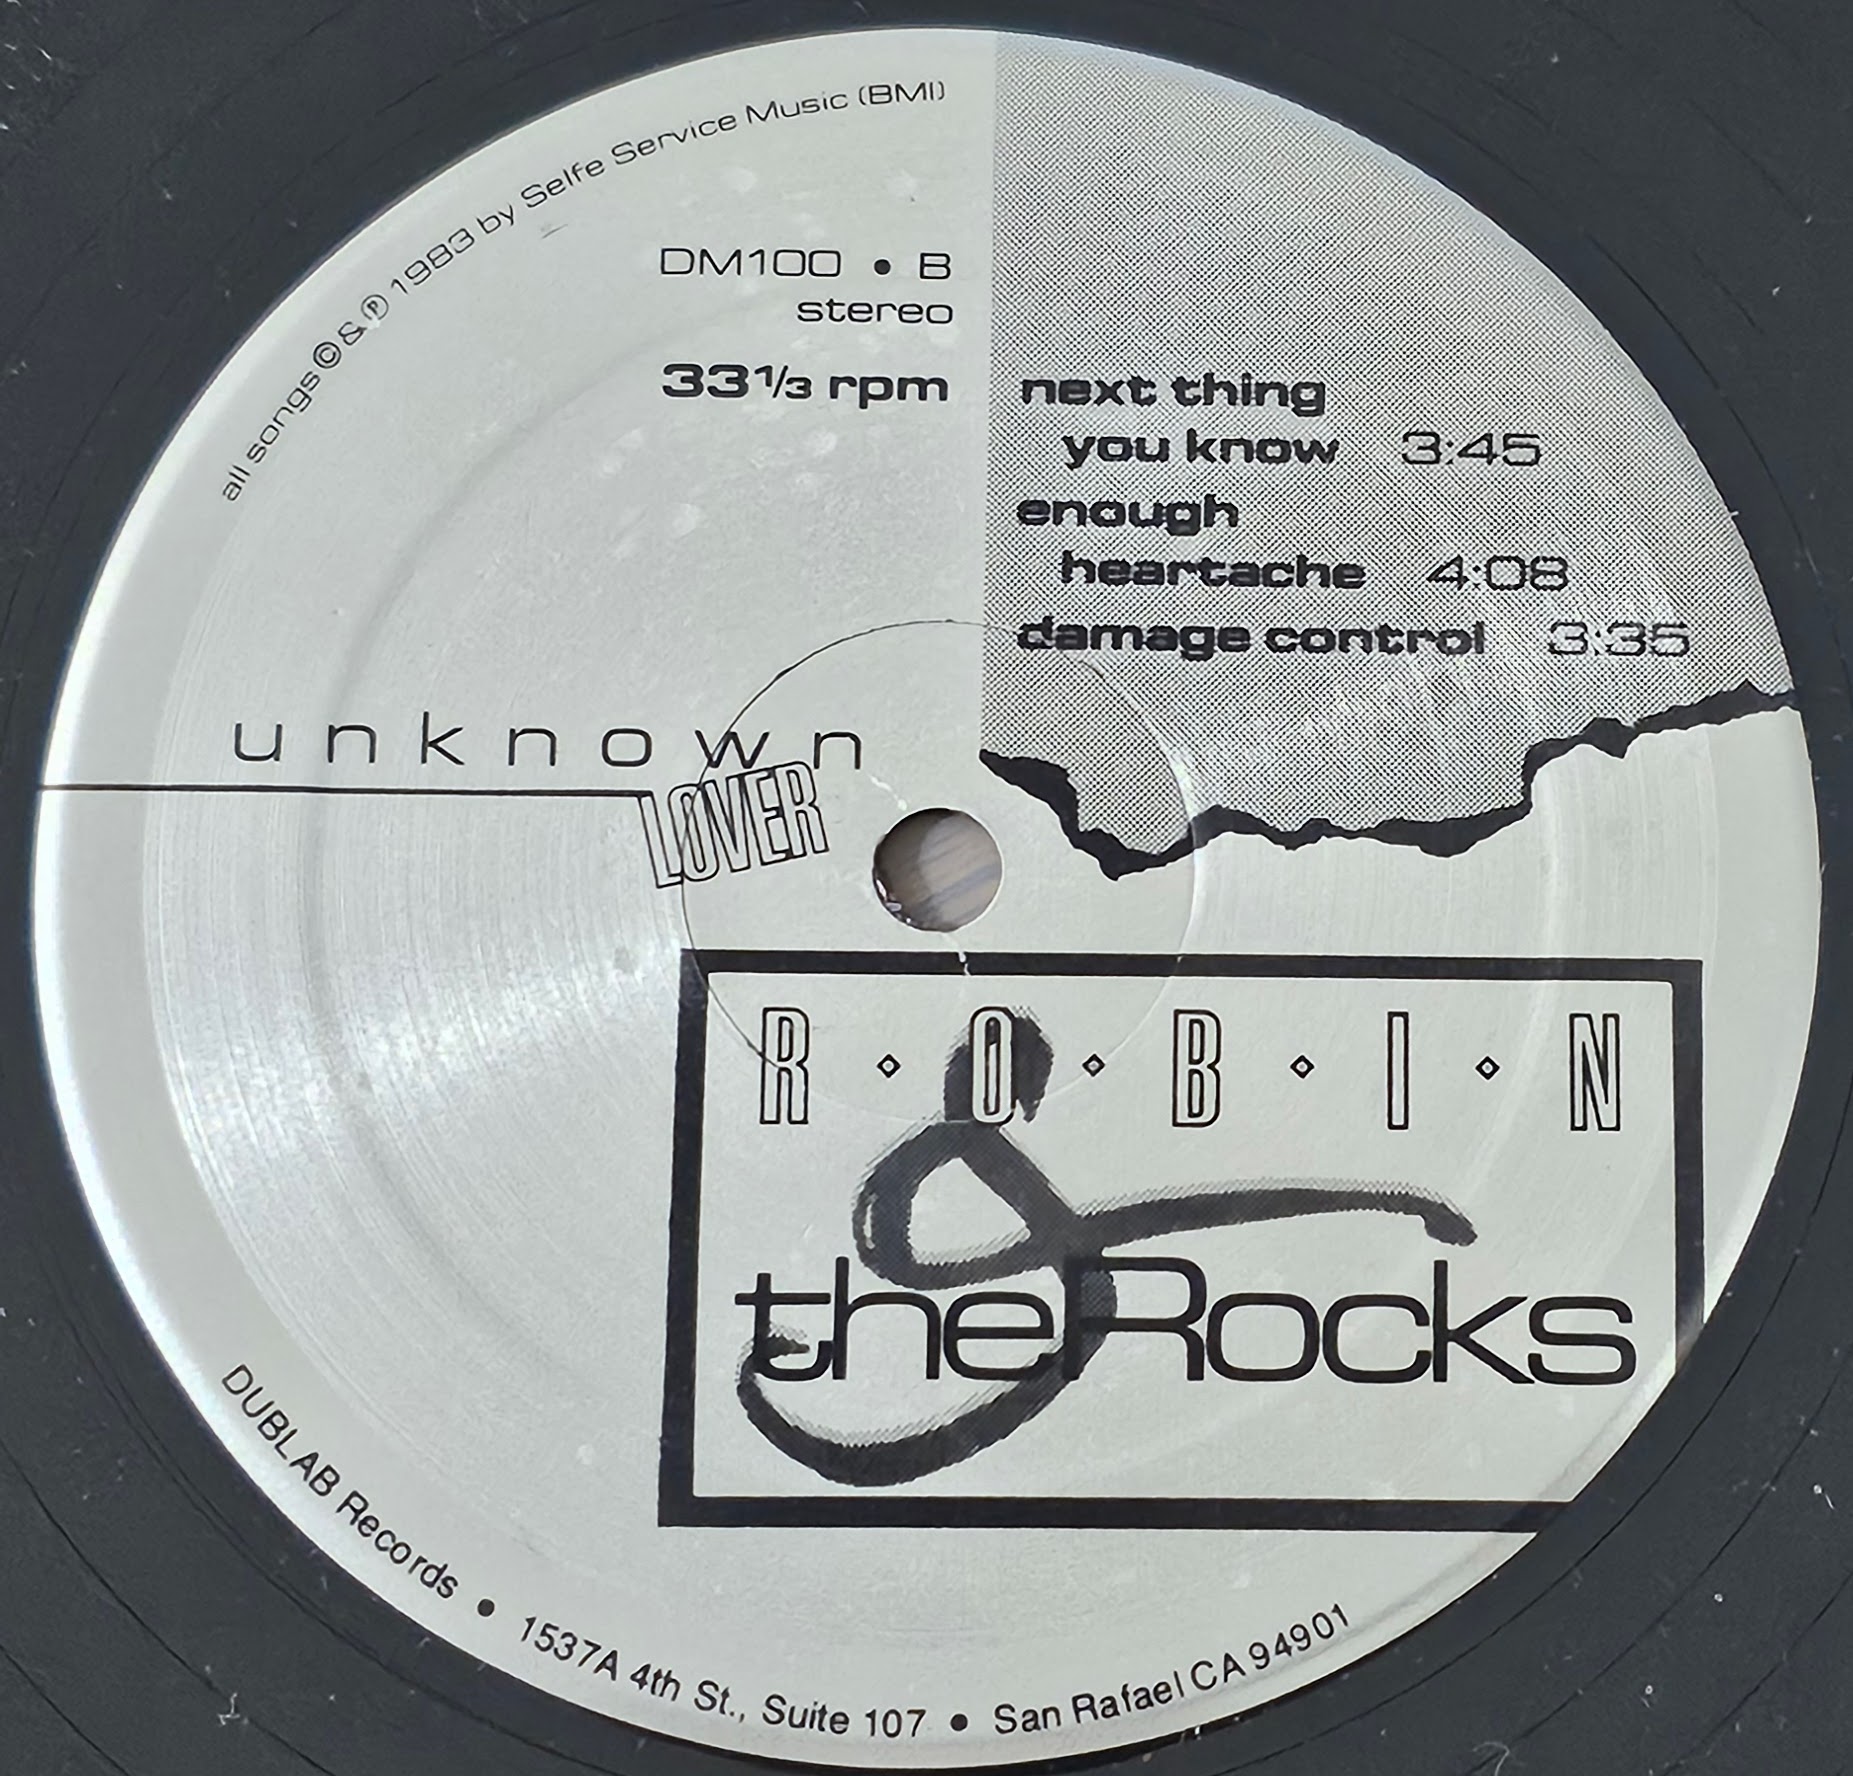 all songs © & ℗ 1983 by Selfe Service Music (BMI)
DM100 • B
stereo
33 1/3 rpm
next thing
you know 3:45
enough
heartache 4:08
damage control 3:35
unknown
LOVER
R ⋄ O ⋄ B ⋄ I ⋄ N
&
theRocks
DUBLAB Records • 1537A 4th St., Suite 107 • San Rafael CA 94901